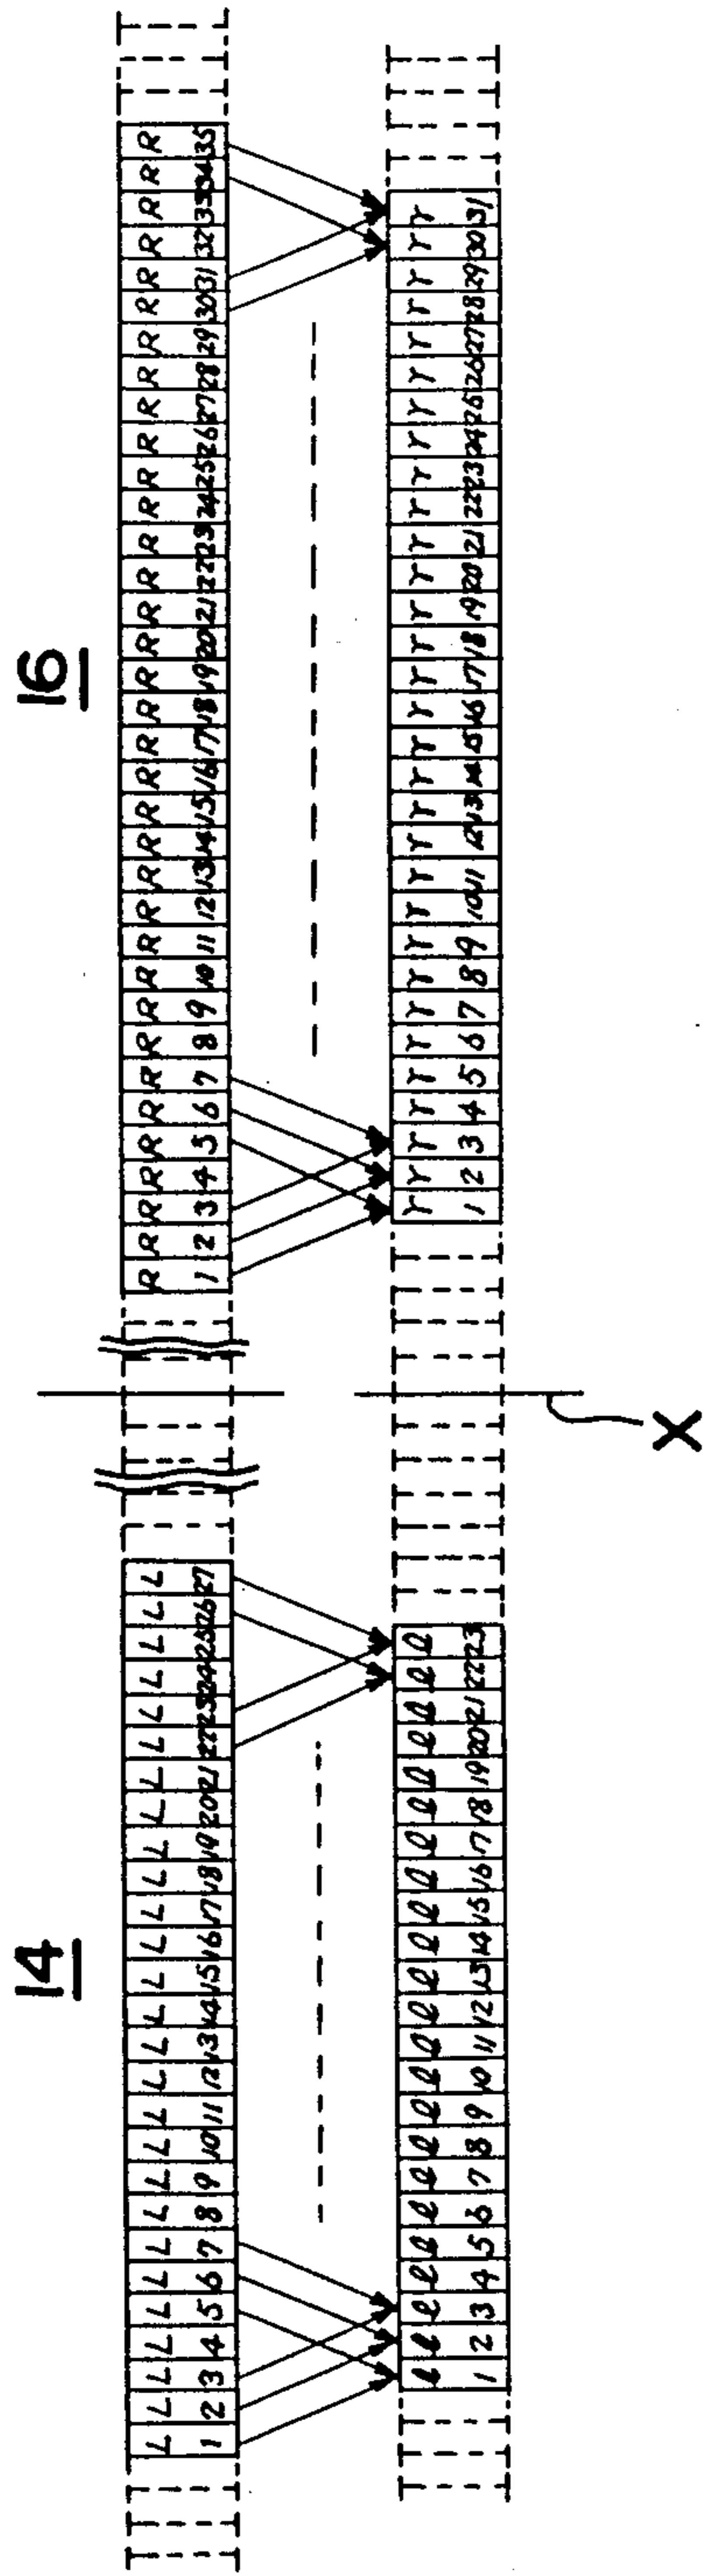 14 16
L L L L L L L L L L L L L L L L L L L L L L L L L L L R R R R R R R R R R R R R R R R R R R R R R R R R R R R R R R R R R R
1 2 3 4 5 6 7 8 9 10 11 12 13 14 15 16 17 18 19 20 21 22 23 24 25 26 27 1 2 3 4 5 6 7 8 9 10 11 12 13 14 15 16 17 18 19 20 21 22 23 24 25 26 27 28 29 30 31 32 33 34 35
l l l l l l l l l l l l l l l l l l l l l l l r r r r r r r r r r r r r r r r r r r r r r r r r r r r r r r
1 2 3 4 5 6 7 8 9 10 11 12 13 14 15 16 17 18 19 20 21 22 23 1 2 3 4 5 6 7 8 9 10 11 12 13 14 15 16 17 18 19 20 21 22 23 24 25 26 27 28 29 30 31
X